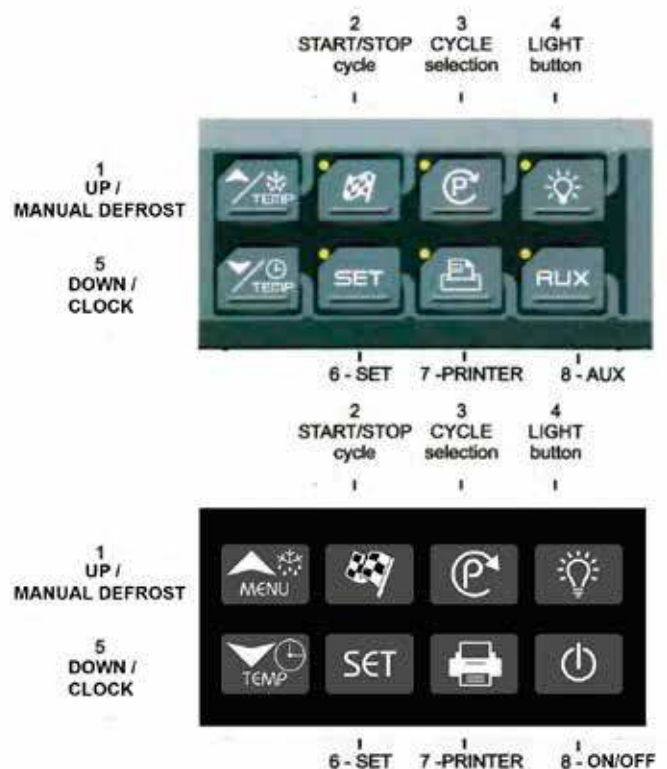 2 3 4
START/STOP CYCLE LIGHT
cycle selection button
1
UP /
MANUAL DEFROST
TEMP P
5
DOWN /
CLOCK
TEMP SET AUX
6 - SET 7 -PRINTER 8 - AUX
2 3 4
START/STOP CYCLE LIGHT
cycle selection button
1
UP /
MANUAL DEFROST
MENU P
5
DOWN /
CLOCK
TEMP SET
6 - SET 7 -PRINTER 8 - ON/OFF